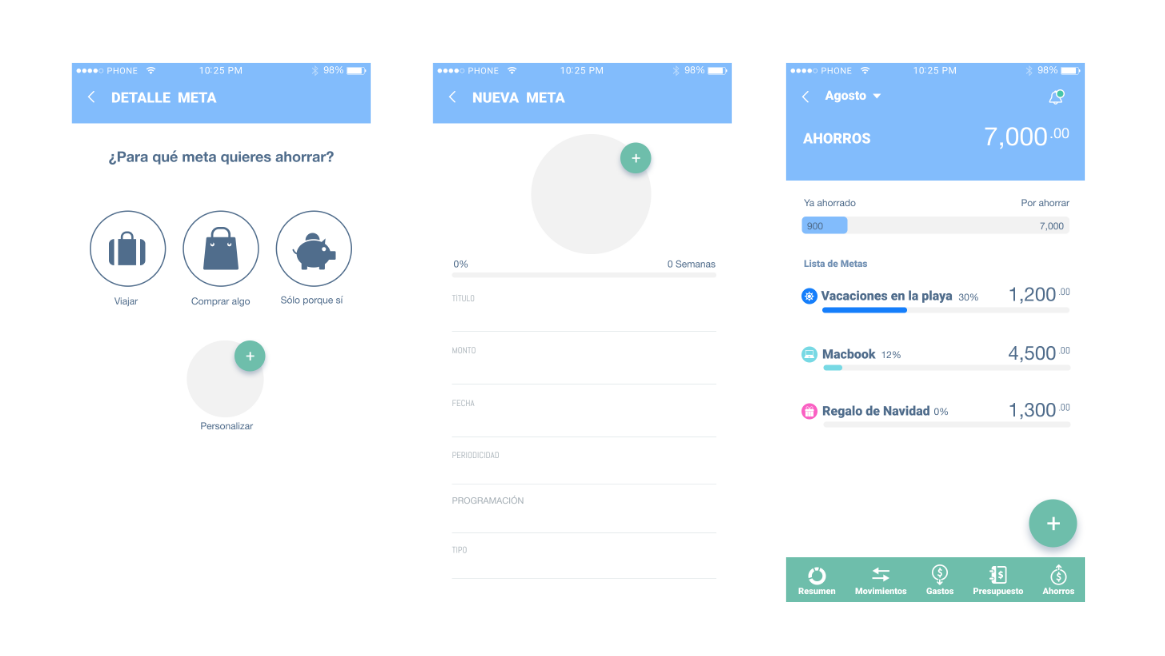 PHONE 10:25 PM 98%
DETALLE META
¿Para qué meta quieres ahorrar?
Viajar Comprar algo Sólo porque sí
+
Personalizar
PHONE 10:25 PM 98%
NUEVA META
+
0% 0 Semanas
TITULO
MONTO
FECHA
PERIODICIDAD
PROGRAMACIÓN
TIPO
PHONE 10:25 PM 98%
Agosto
AHORROS 7,000.00
Ya ahorrado Por ahorrar
900 7,000
Lista de Metas
Vacaciones en la playa 30% 1,200.00
Macbook 12% 4,500.00
Regalo de Navidad 0% 1,300.00
+
Resumen Movimientos Gastos Presupuesto Ahorros